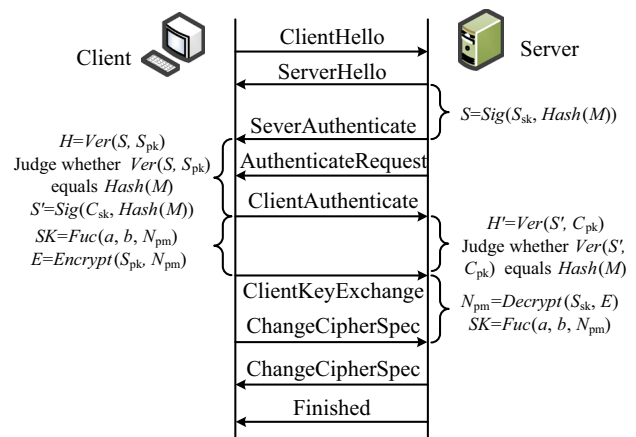 Client
Server
ClientHello
ServerHello
S=Sig(Ssk, Hash(M))
SeverAuthenticate
H=Ver(S, Spk)
Judge whether Ver(S, Spk)
equals Hash(M)
S'=Sig(Csk, Hash(M))
AuthenticateRequest
ClientAuthenticate
SK=Fuc(a, b, Npm)
E=Encrypt(Spk, Npm)
H'=Ver(S', Cpk)
Judge whether Ver(S',
Cpk) equals Hash(M)
ClientKeyExchange
Npm=Decrypt(Ssk, E)
SK=Fuc(a, b, Npm)
ChangeCipherSpec
ChangeCipherSpec
Finished